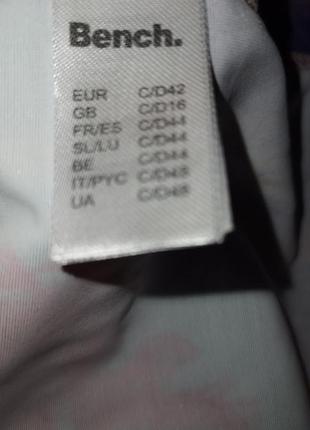 Bench.
EUR C/D42
GB C/D16
FR/ES C/D44
SL/LU C/D44
BE C/D44
IT/PYC C/D48
UA C/D48